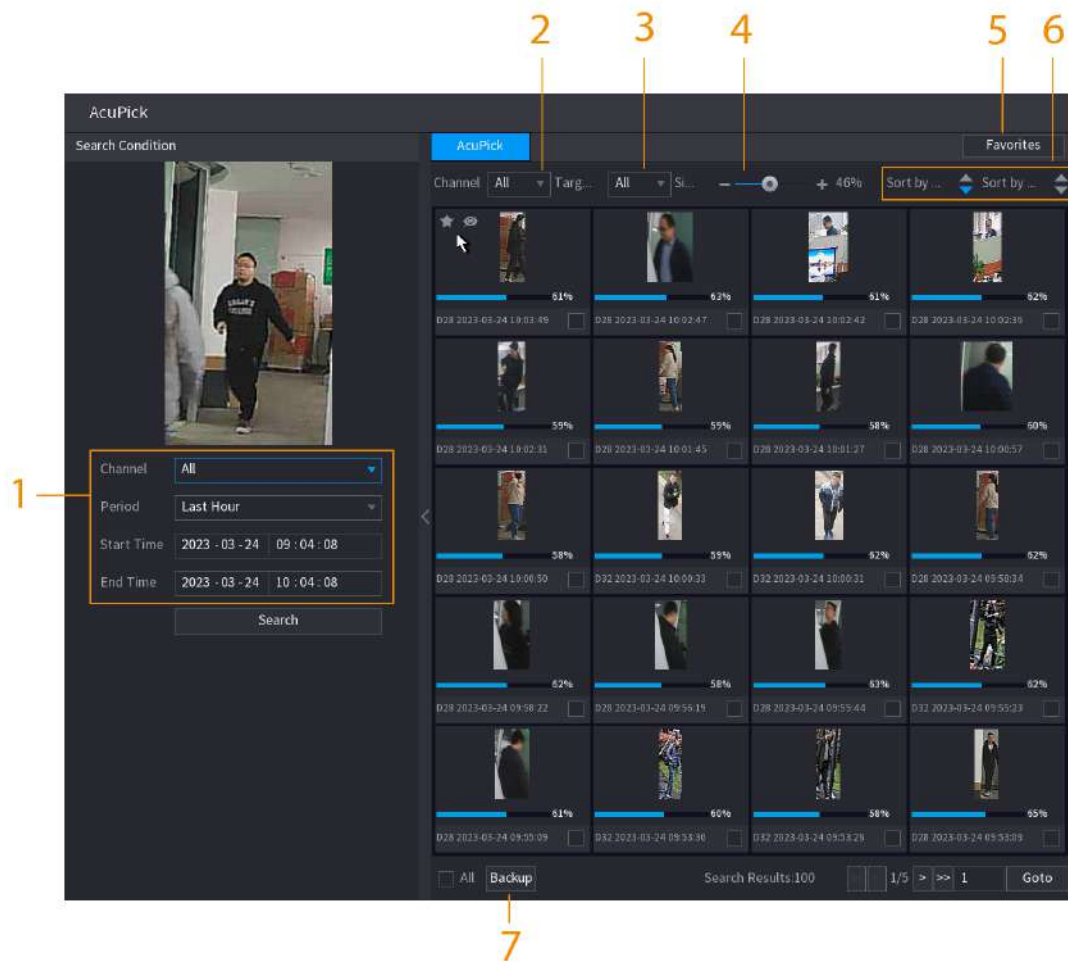 2 3 4 5 6
AcuPick
Search Condition
AcuPick
Favorites
Channel All Targ... All Si... 46% Sort by ... Sort by ...
61% 63% 61% 62%
D28 2023-03-24 10:03:49 D28 2023-03-24 10:02:47 D28 2023-03-24 10:02:42 D28 2023-03-24 10:02:36
59% 59% 58% 60%
D28 2023-03-24 10:02:31 D28 2023-03-24 10:01:45 D28 2023-03-24 10:01:27 D28 2023-03-24 10:00:57
1
Channel All
Period Last Hour
Start Time 2023 - 03 - 24 09 : 04 : 08
End Time 2023 - 03 - 24 10 : 04 : 08
Search
58% 59% 62% 62%
D28 2023-03-24 10:00:50 D32 2023-03-24 10:00:33 D32 2023-03-24 10:00:31 D28 2023-03-24 09:58:34
62% 58% 63% 62%
D28 2023-03-24 09:58:22 D28 2023-03-24 09:56:19 D28 2023-03-24 09:55:44 D32 2023-03-24 09:55:23
61% 60% 58% 65%
D28 2023-03-24 09:55:09 D32 2023-03-24 09:53:36 D32 2023-03-24 09:53:26 D28 2023-03-24 09:53:09
All Backup Search Results:100 1/5 > >> 1 Goto
7